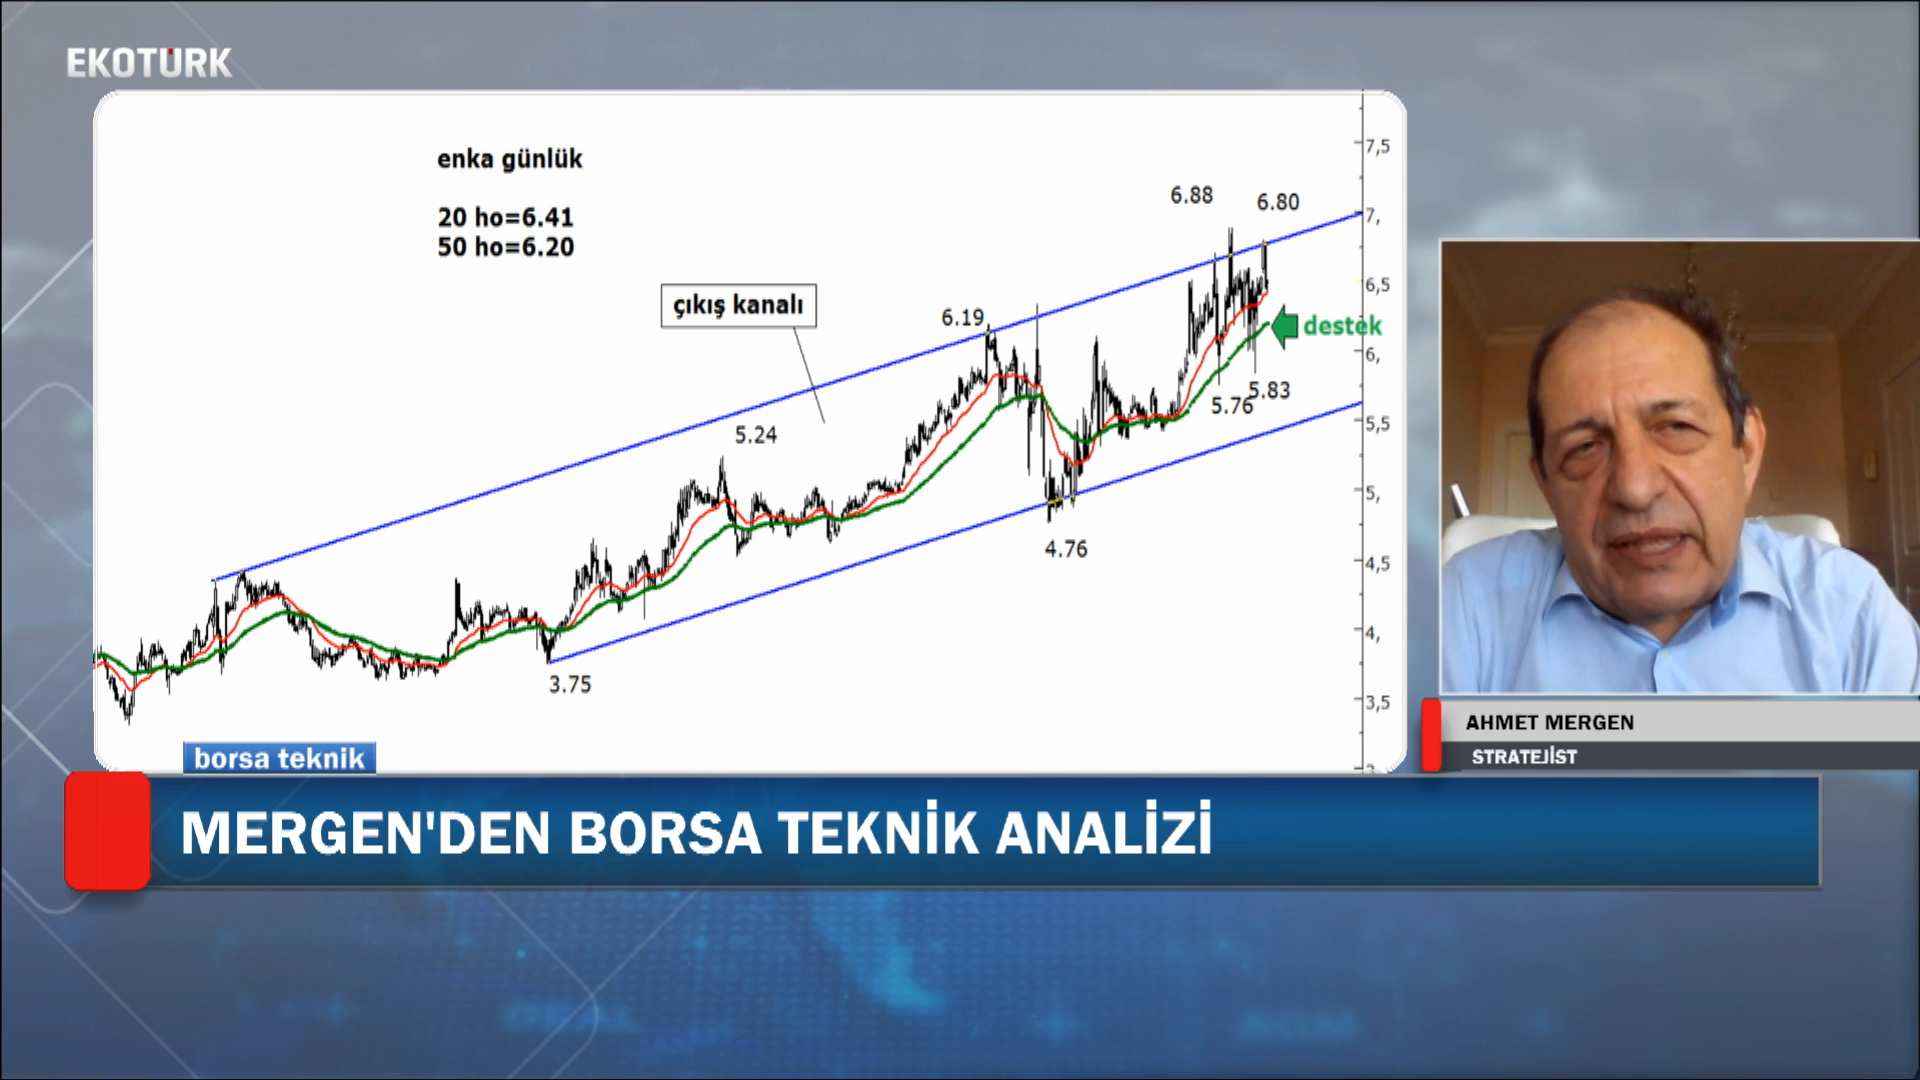 EKOTÜRK
enka günlük
20 ho=6.41
50 ho=6.20
çıkış kanalı
6.88
6.80
6.19
5.24
destek
5.83
5.76
4.76
3.75
7,5
7,
6,5
6,
5,5
5,
4,5
4,
3,5
borsa teknik
AHMET MERGEN
STRATEJİST
MERGEN'DEN BORSA TEKNİK ANALİZİ